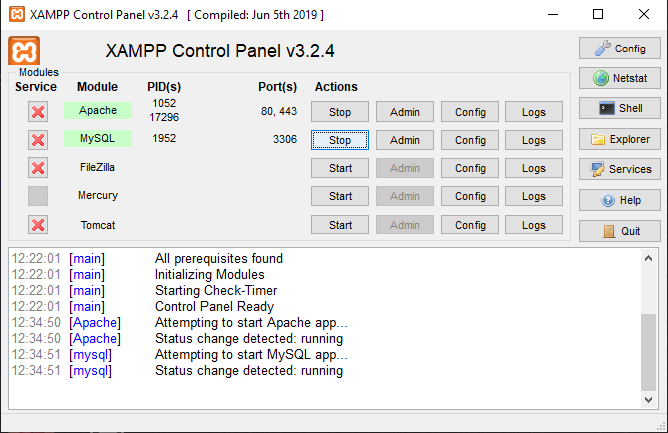 XAMPP Control Panel v3.2.4 [ Compiled: Jun 5th 2019 ]
XAMPP Control Panel v3.2.4
Config
Modules
Service Module PID(s) Port(s) Actions
Netstat
Apache 1052 17296 80, 443 Stop Admin Config Logs
Shell
MySQL 1952 3306 Stop Admin Config Logs
Explorer
FileZilla Start Admin Config Logs
Services
Mercury Start Admin Config Logs
Help
Tomcat Start Admin Config Logs
Quit
12:22:01 [main] All prerequisites found
12:22:01 [main] Initializing Modules
12:22:01 [main] Starting Check-Timer
12:22:01 [main] Control Panel Ready
12:34:50 [Apache] Attempting to start Apache app...
12:34:50 [Apache] Status change detected: running
12:34:51 [mysql] Attempting to start MySQL app...
12:34:51 [mysql] Status change detected: running